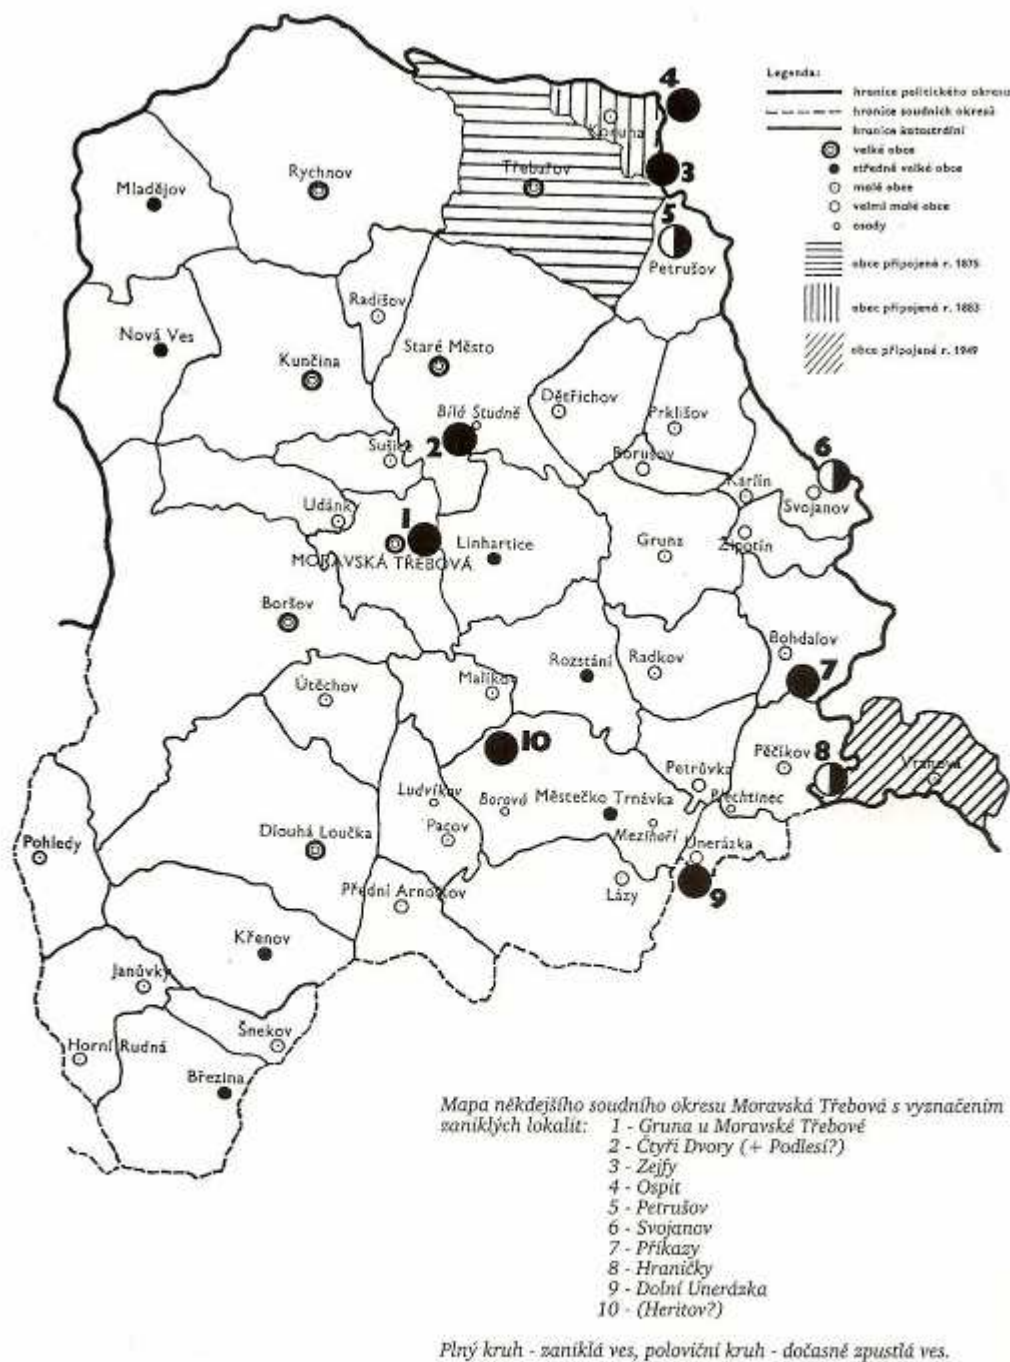 4
Legenda:
hranice politického okresu
hranice soudních okresů
hranice katastrální
velké obce
středně velké obce
malé obce
velmi malé obce
osady
obce připojené r. 1875
obec připojená r. 1883
obce připojené r. 1949
Koruna
3
Třebařov
Rychnov
Mladějov
5
Petrušov
Radišov
Nová Ves
Staré Město
Kunčina
Dětřichov
Bílá Studně
Prklišov
2
Sušice
Borušov
6
Karlín
Svojanov
Udánky
1
MORAVSKÁ TŘEBOVÁ
Linhartice
Gruna
Žipotín
Boršov
Bohdalov
7
Rozstání
Radkov
Útěchov
Malíkov
10
8
Pěčíkov
Vranová
Petrůvka
Plechtinec
Ludvíkov
Borová
Městečko Trnávka
Mezihoří
Pacov
Dlouhá Loučka
Pohledy
Unerázka
Přední Arnoštov
Lázy
9
Křenov
Janůvky
Šnekov
Horní Rudná
Březina
Mapa někdejšího soudního okresu Moravská Třebová s vyznačením
zaniklých lokalit: 1 - Gruna u Moravské Třebové
2 - Čtyři Dvory (+ Podlesí?)
3 - Zejfy
4 - Ospit
5 - Petrušov
6 - Svojanov
7 - Příkazy
8 - Hraničky
9 - Dolní Unerázka
10 - (Heritov?)
Plný kruh - zaniklá ves, poloviční kruh - dočasně zpustlá ves.